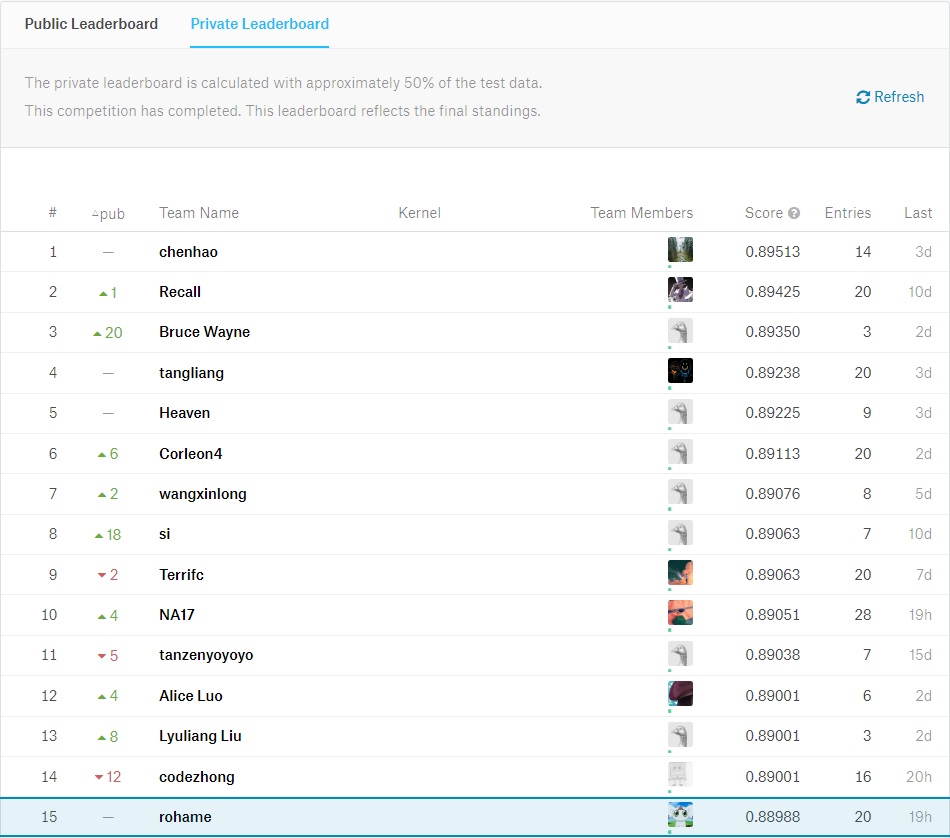 Public Leaderboard Private Leaderboard
The private leaderboard is calculated with approximately 50% of the test data.
This competition has completed. This leaderboard reflects the final standings.
Refresh
# △pub Team Name Kernel Team Members Score ? Entries Last
1 — chenhao 0.89513 14 3d
2 ▲1 Recall 0.89425 20 10d
3 ▲20 Bruce Wayne 0.89350 3 2d
4 — tangliang 0.89238 20 3d
5 — Heaven 0.89225 9 3d
6 ▲6 Corleon4 0.89113 20 2d
7 ▲2 wangxinlong 0.89076 8 5d
8 ▲18 si 0.89063 7 10d
9 ▼2 Terrifc 0.89063 20 7d
10 ▲4 NA17 0.89051 28 19h
11 ▼5 tanzenyoyoyo 0.89038 7 15d
12 ▲4 Alice Luo 0.89001 6 2d
13 ▲8 Lyuliang Liu 0.89001 3 2d
14 ▼12 codezhong 0.89001 16 20h
15 — rohame 0.88988 20 19h